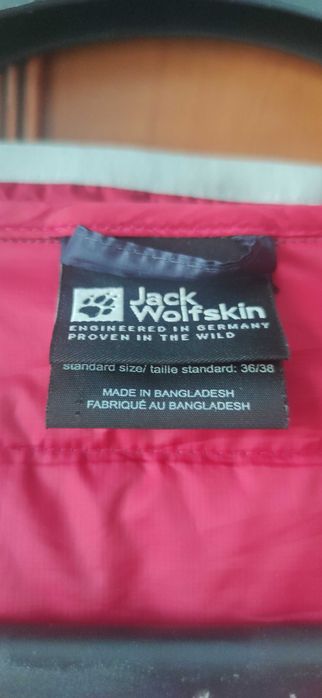 Jack
Wolfskin
ENGINEERED IN GERMANY
PROVEN IN THE WILD
standard size/ taille standard: 36/38
MADE IN BANGLADESH
FABRIQUÉ AU BANGLADESH